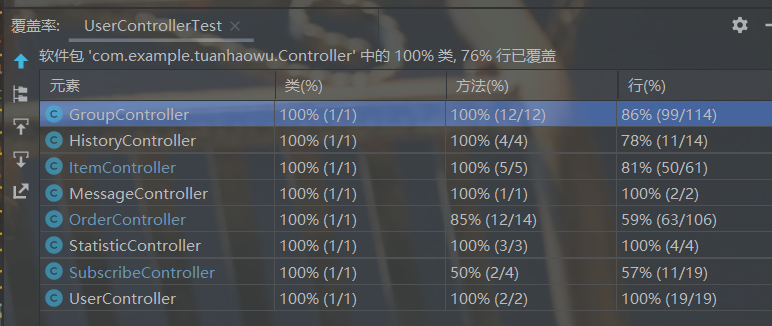 覆盖率: UserControllerTest ×
软件包 'com.example.tuanhaowu.Controller' 中的 100% 类, 76% 行已覆盖
元素 类(%) 方法(%) 行(%)
C GroupController 100% (1/1) 100% (12/12) 86% (99/114)
C HistoryController 100% (1/1) 100% (4/4) 78% (11/14)
C ItemController 100% (1/1) 100% (5/5) 81% (50/61)
C MessageController 100% (1/1) 100% (1/1) 100% (2/2)
C OrderController 100% (1/1) 85% (12/14) 59% (63/106)
C StatisticController 100% (1/1) 100% (3/3) 100% (4/4)
C SubscribeController 100% (1/1) 50% (2/4) 57% (11/19)
C UserController 100% (1/1) 100% (2/2) 100% (19/19)